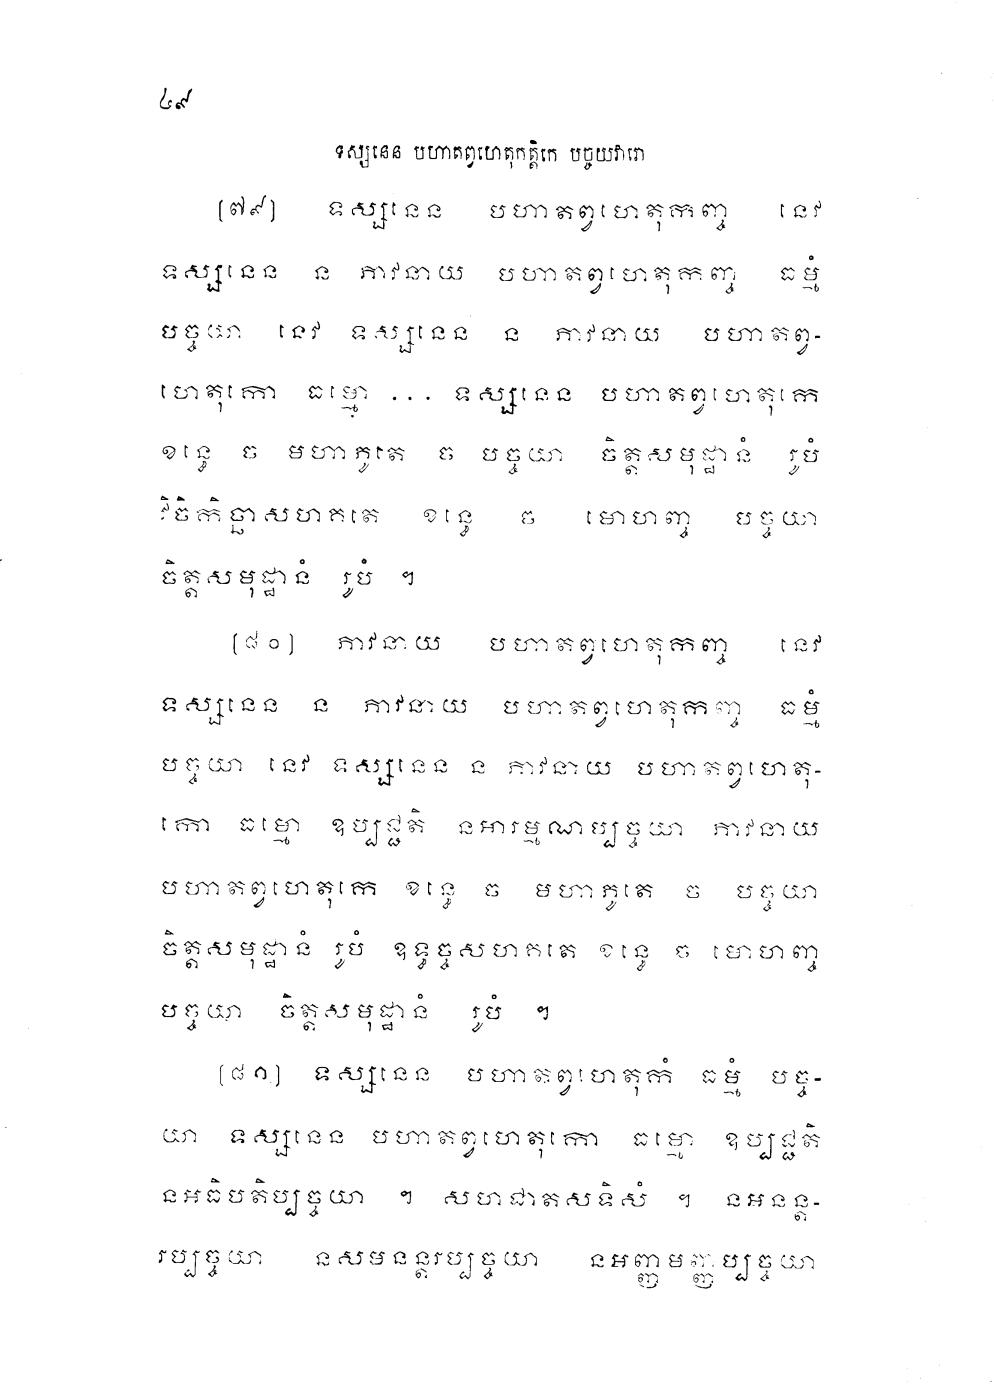 ៤៩
ទស្សនេន បហាតព្វហេតុកត្តិកេ បច្ចយវារោ
[៧៩] ទស្សនេន បហាតព្វហេតុកញ្ច នេវ
ទស្សនេន ន ភាវនាយ បហាតព្វហេតុកញ្ច ធម្មំ
បច្ចយា នេវ ទស្សនេន ន ភាវនាយ បហាតព្វ-
ហេតុកោ ធម្មោ ... ទស្សនេន បហាតព្វហេតុកេ
ខន្ធេ ច មហាភូតេ ច បច្ចយា ចិត្តសមុដ្ឋានំ រូបំ
វិចិកិច្ឆាសហគតេ ខន្ធេ ច មោហញ្ច បច្ចយា
ចិត្តសមុដ្ឋានំ រូបំ ។
[៨០] ភាវនាយ បហាតព្វហេតុកញ្ច នេវ
ទស្សនេន ន ភាវនាយ បហាតព្វហេតុកញ្ច ធម្មំ
បច្ចយា នេវ ទស្សនេន ន ភាវនាយ បហាតព្វហេតុ-
កោ ធម្មោ ឧប្បជ្ជតិ នអារម្មណប្បច្ចយា ភាវនាយ
បហាតព្វហេតុកេ ខន្ធេ ច មហាភូតេ ច បច្ចយា
ចិត្តសមុដ្ឋានំ រូបំ ឧទ្ធច្ចសហគតេ ខន្ធេ ច មោហញ្ច
បច្ចយា ចិត្តសមុដ្ឋានំ រូបំ ។
[៨១] ទស្សនេន បហាតព្វហេតុកំ ធម្មំ បច្ច-
យា ទស្សនេន បហាតព្វហេតុកោ ធម្មោ ឧប្បជ្ជតិ
នអធិបតិប្បច្ចយា ។ សហជាតសទិសំ ។ នអនន្ត-
រប្បច្ចយា នសមនន្តរប្បច្ចយា នអញ្ញមញ្ញប្បច្ចយា